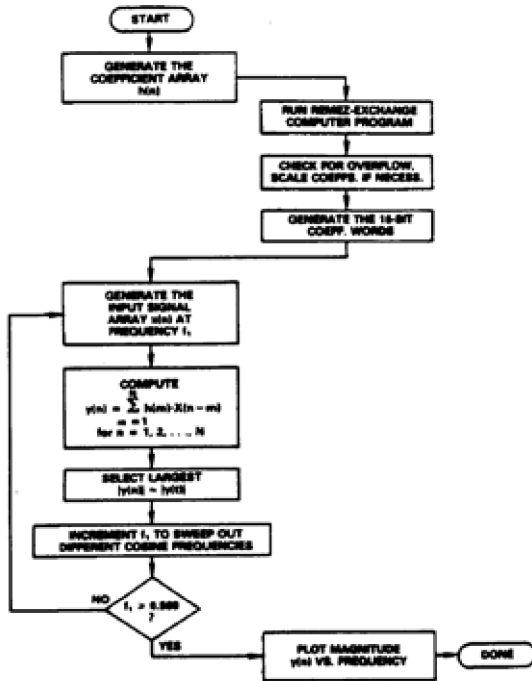 START
GENERATE THE
COEFFICIENT ARRAY
h(n)
RUN REMEZ-EXCHANGE
COMPUTER PROGRAM
CHECK FOR OVERFLOW,
SCALE COEFFS. IF NECESS.
GENERATE THE 16-BIT
COEFF. WORDS
GENERATE THE
INPUT SIGNAL
ARRAY x(n) AT
FREQUENCY f,
COMPUTE
N
y(n) = Σ h(m)·X(n – m)
m = 1
for n = 1, 2, . . ., N
SELECT LARGEST
|y(n)| –
INCREMENT f, TO SWEEP OUT
DIFFERENT COSINE FREQUENCIES
NO
f, > 0.500
?
YES
PLOT MAGNITUDE
y(n) VS. FREQUENCY
DONE